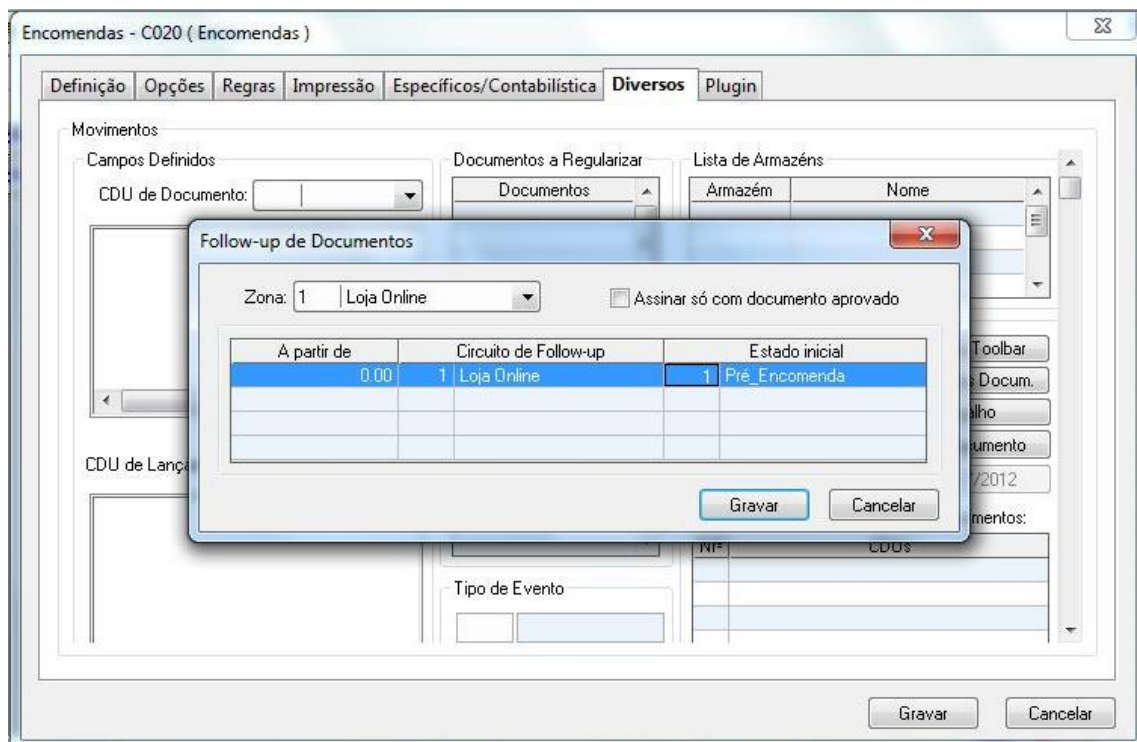 Encomendas - C020 ( Encomendas )
Definição Opções Regras Impressão Específicos/Contabilística Diversos Plugin
Movimentos
Campos Definidos Documentos a Regularizar Lista de Armazéns
CDU de Documento: Documentos Armazém Nome
Follow-up de Documentos
Zona: 1 Loja Online Assinar só com documento aprovado
A partir de Circuito de Follow-up Estado inicial
0.00 1 Loja Online 1 Pré_Encomenda
Toolbar
Docum.
alho
umento
CDU de Lança
/2012
Gravar Cancelar
mentos:
Nº CDUs
Tipo de Evento
Gravar Cancelar